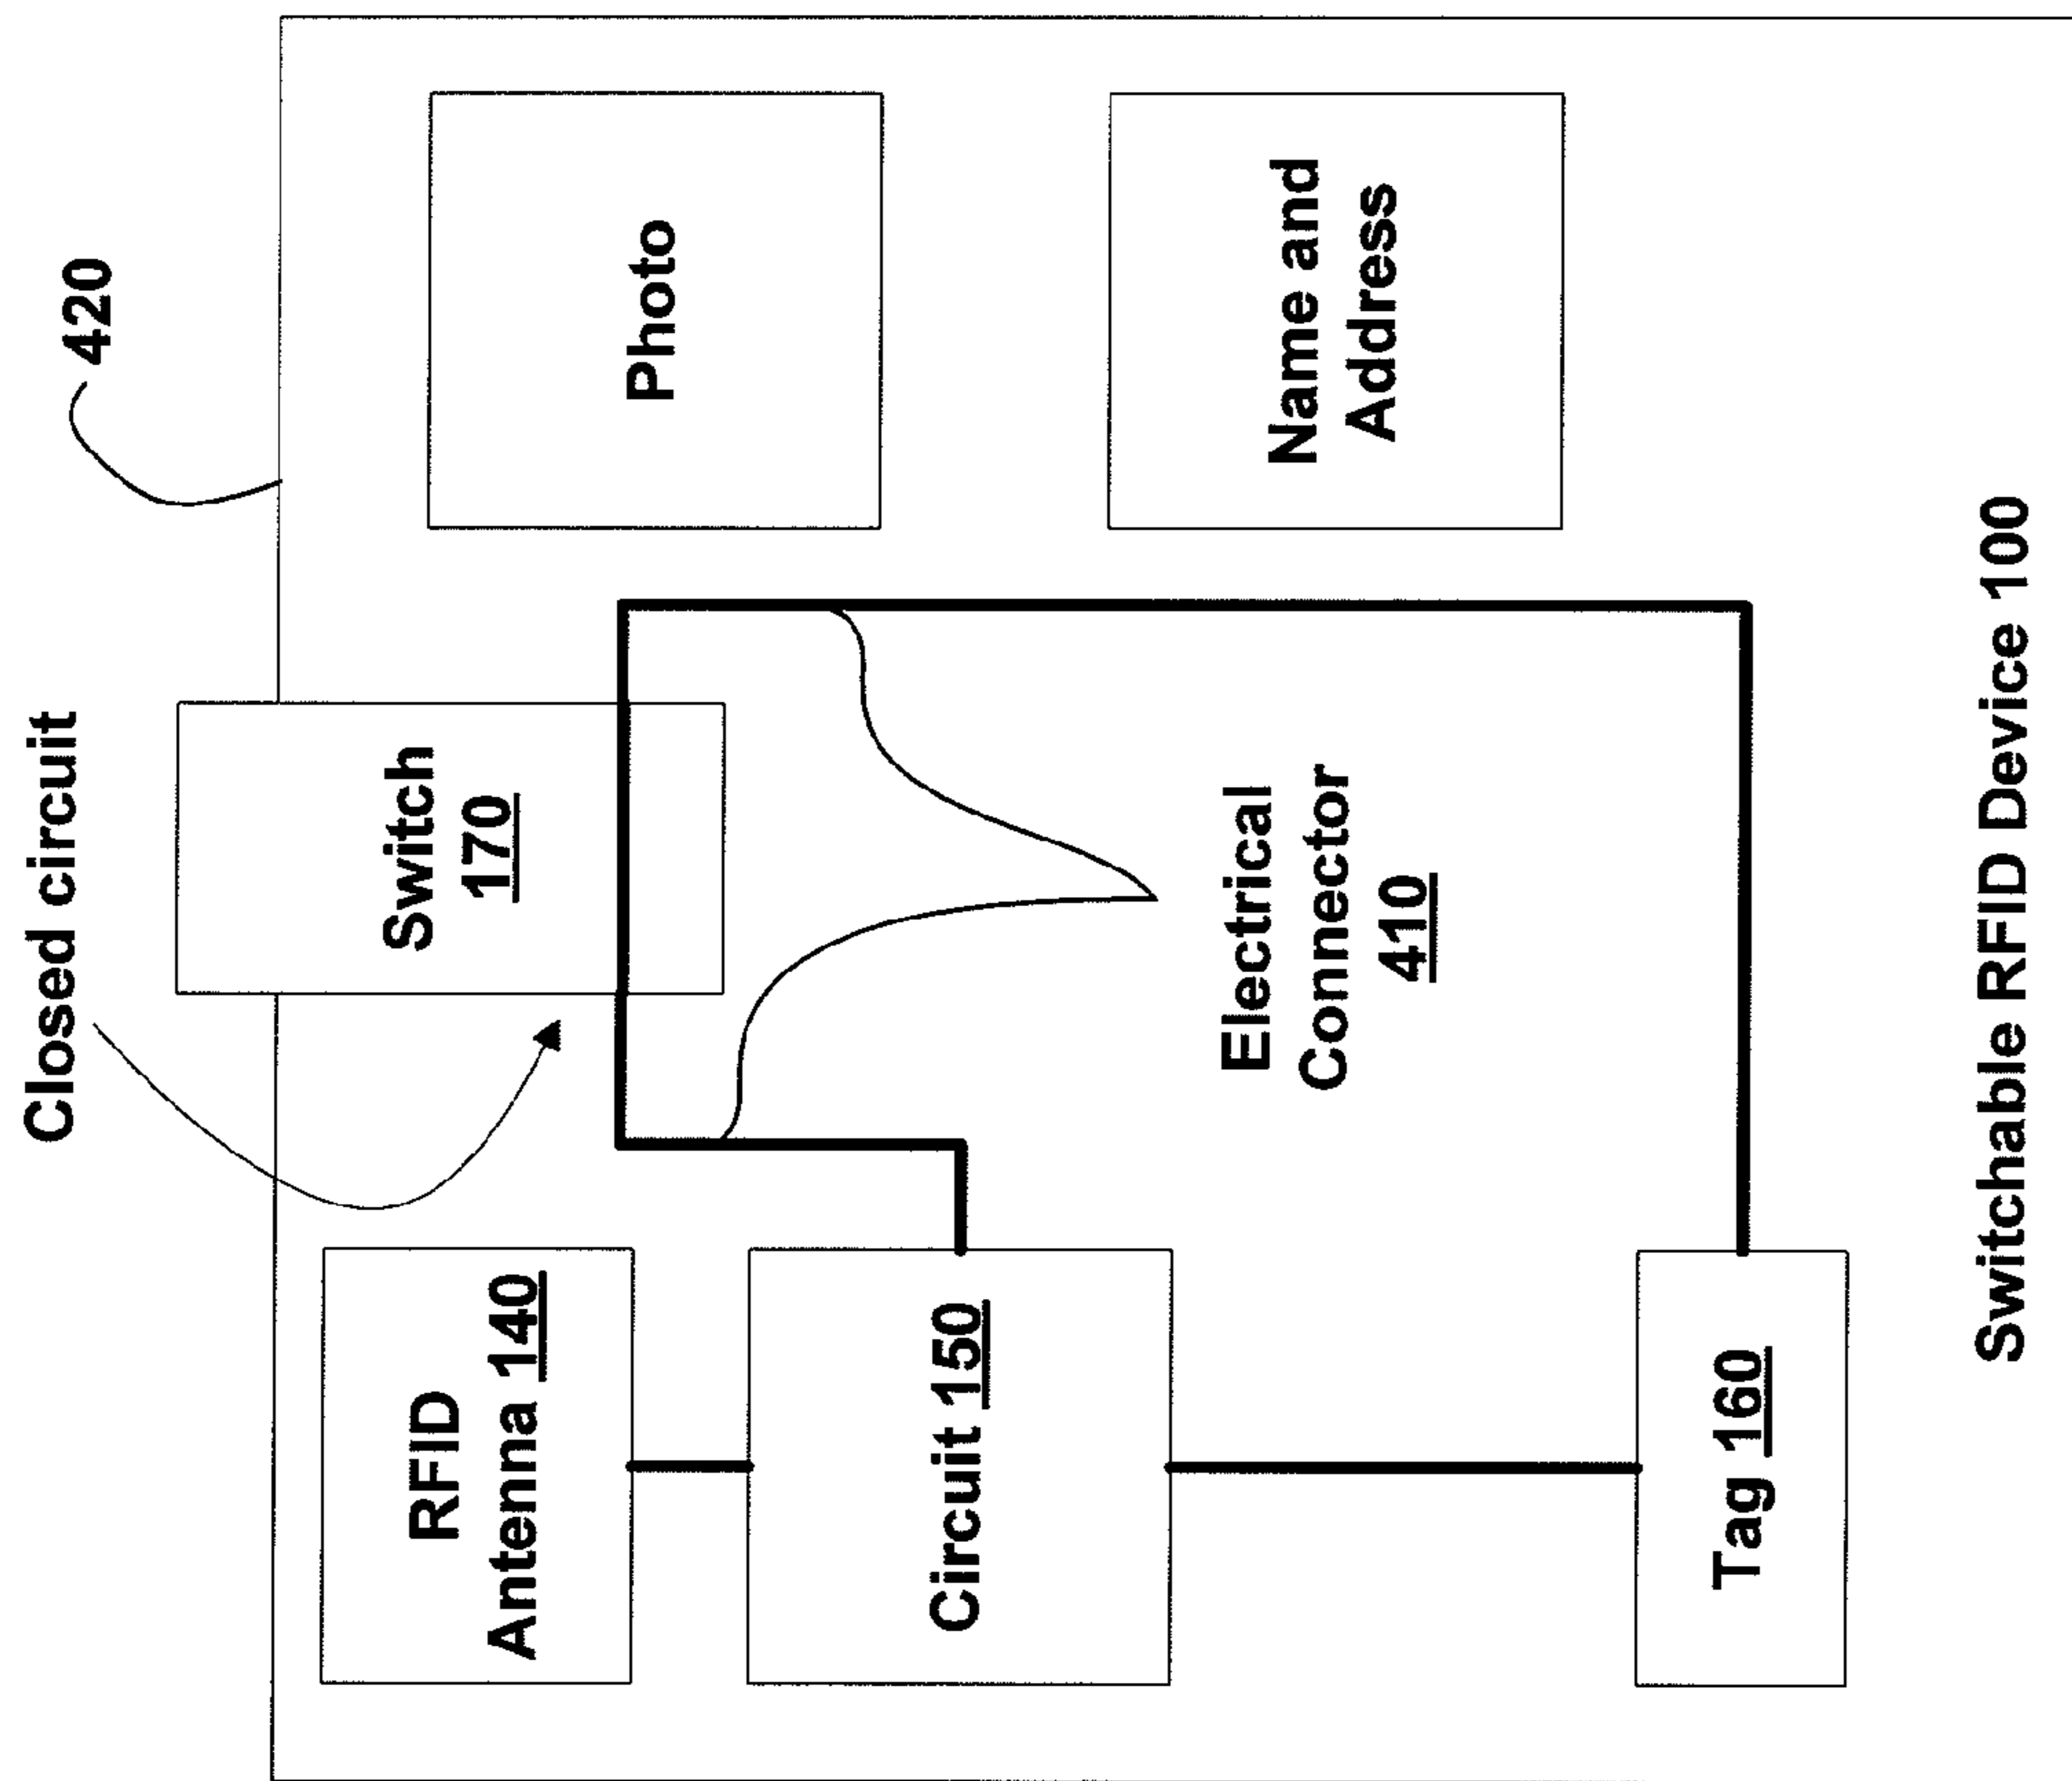 Closed circuit
420
RFID
Antenna 140
Switch
170
Photo
Circuit 150
Electrical
Connector
410
Name and
Address
Tag 160
Switchable RFID Device 100